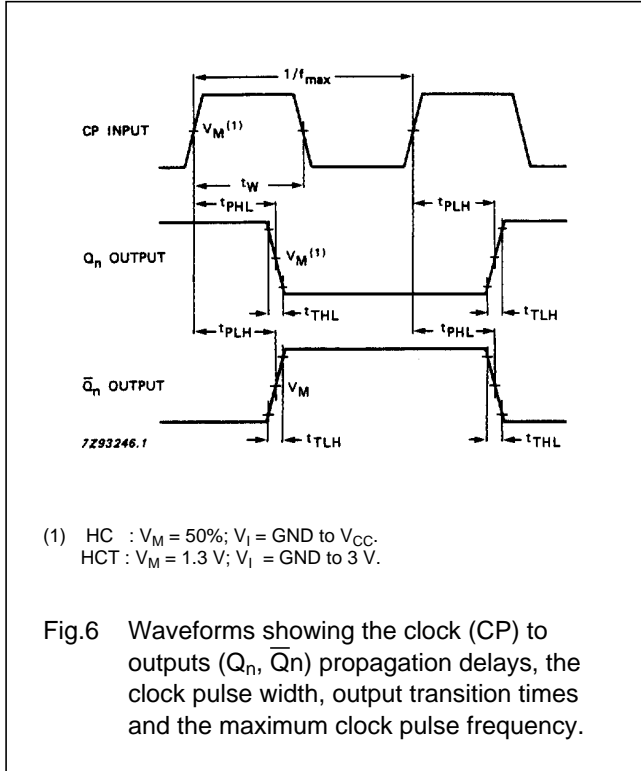 1/fmax
CP INPUT
VM(1)
tW
tPHL
tPLH
Qn OUTPUT
VM(1)
tTHL
tTLH
tPLH
tPHL
Q̅n OUTPUT
VM
tTLH
tTHL
7Z93246.1
(1) HC : VM = 50%; VI = GND to VCC.
HCT : VM = 1.3 V; VI = GND to 3 V.
Fig.6 Waveforms showing the clock (CP) to
outputs (Qn, Q̅n) propagation delays, the
clock pulse width, output transition times
and the maximum clock pulse frequency.